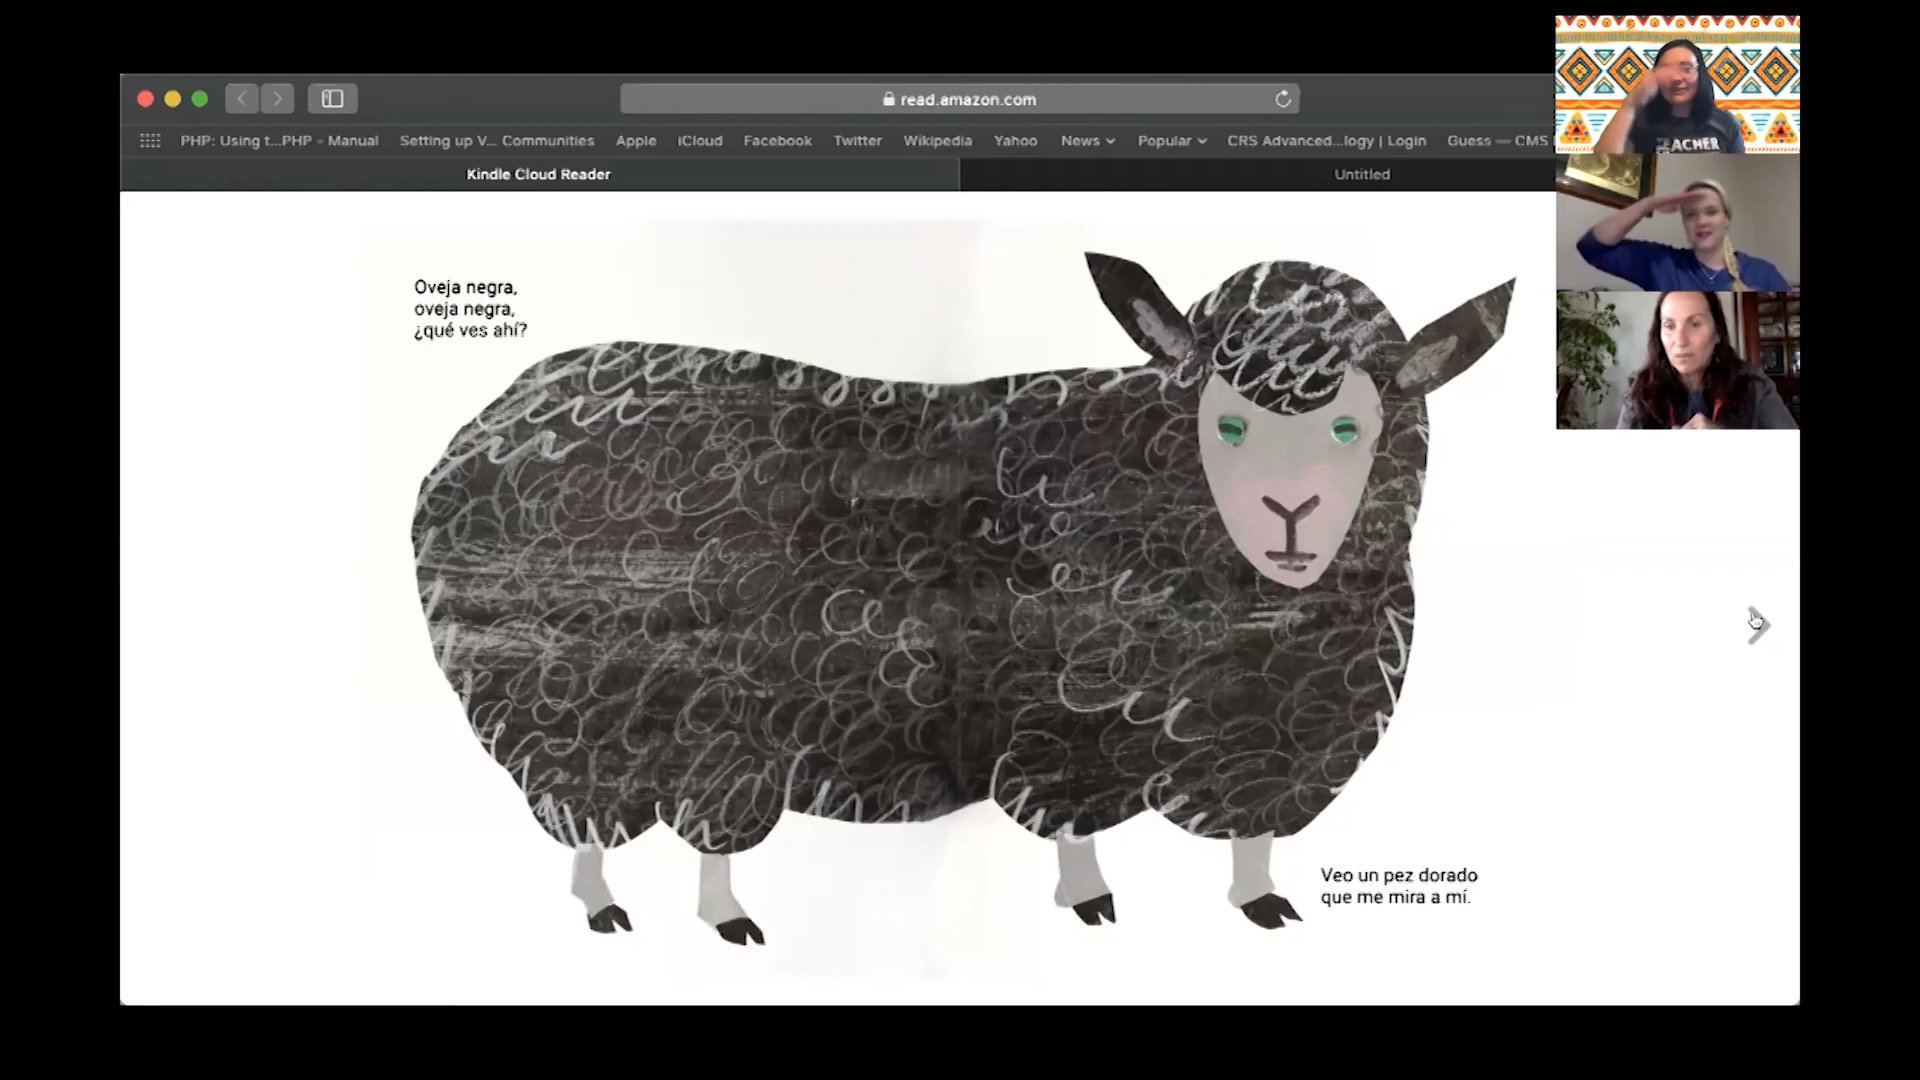 read.amazon.com
PHP: Using t...PHP - Manual Setting up V... Communities Apple iCloud Facebook Twitter Wikipedia Yahoo News Popular CRS Advanced...logy | Login Guess — CMS
Kindle Cloud Reader Untitled
TEACHER
Oveja negra,
oveja negra,
¿qué ves ahí?
Veo un pez dorado
que me mira a mí.